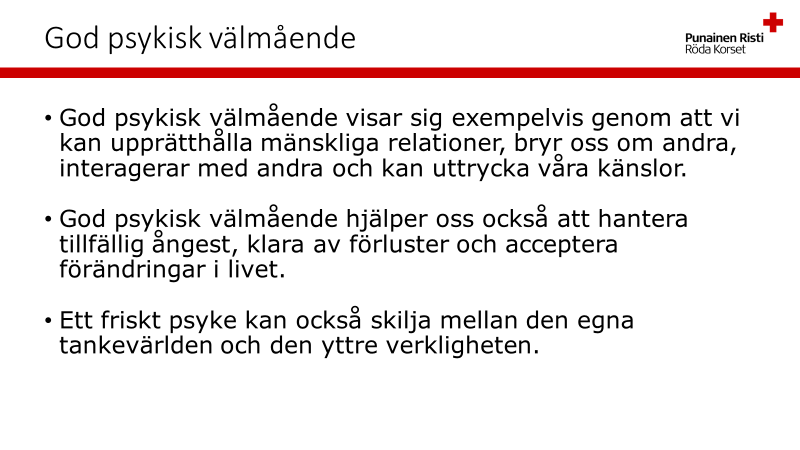 God psykisk välmående
Punainen Risti
Röda Korset
• God psykisk välmående visar sig exempelvis genom att vi
kan upprätthålla mänskliga relationer, bryr oss om andra,
interagerar med andra och kan uttrycka våra känslor.
• God psykisk välmående hjälper oss också att hantera
tillfällig ångest, klara av förluster och acceptera
förändringar i livet.
• Ett friskt psyke kan också skilja mellan den egna
tankevärlden och den yttre verkligheten.